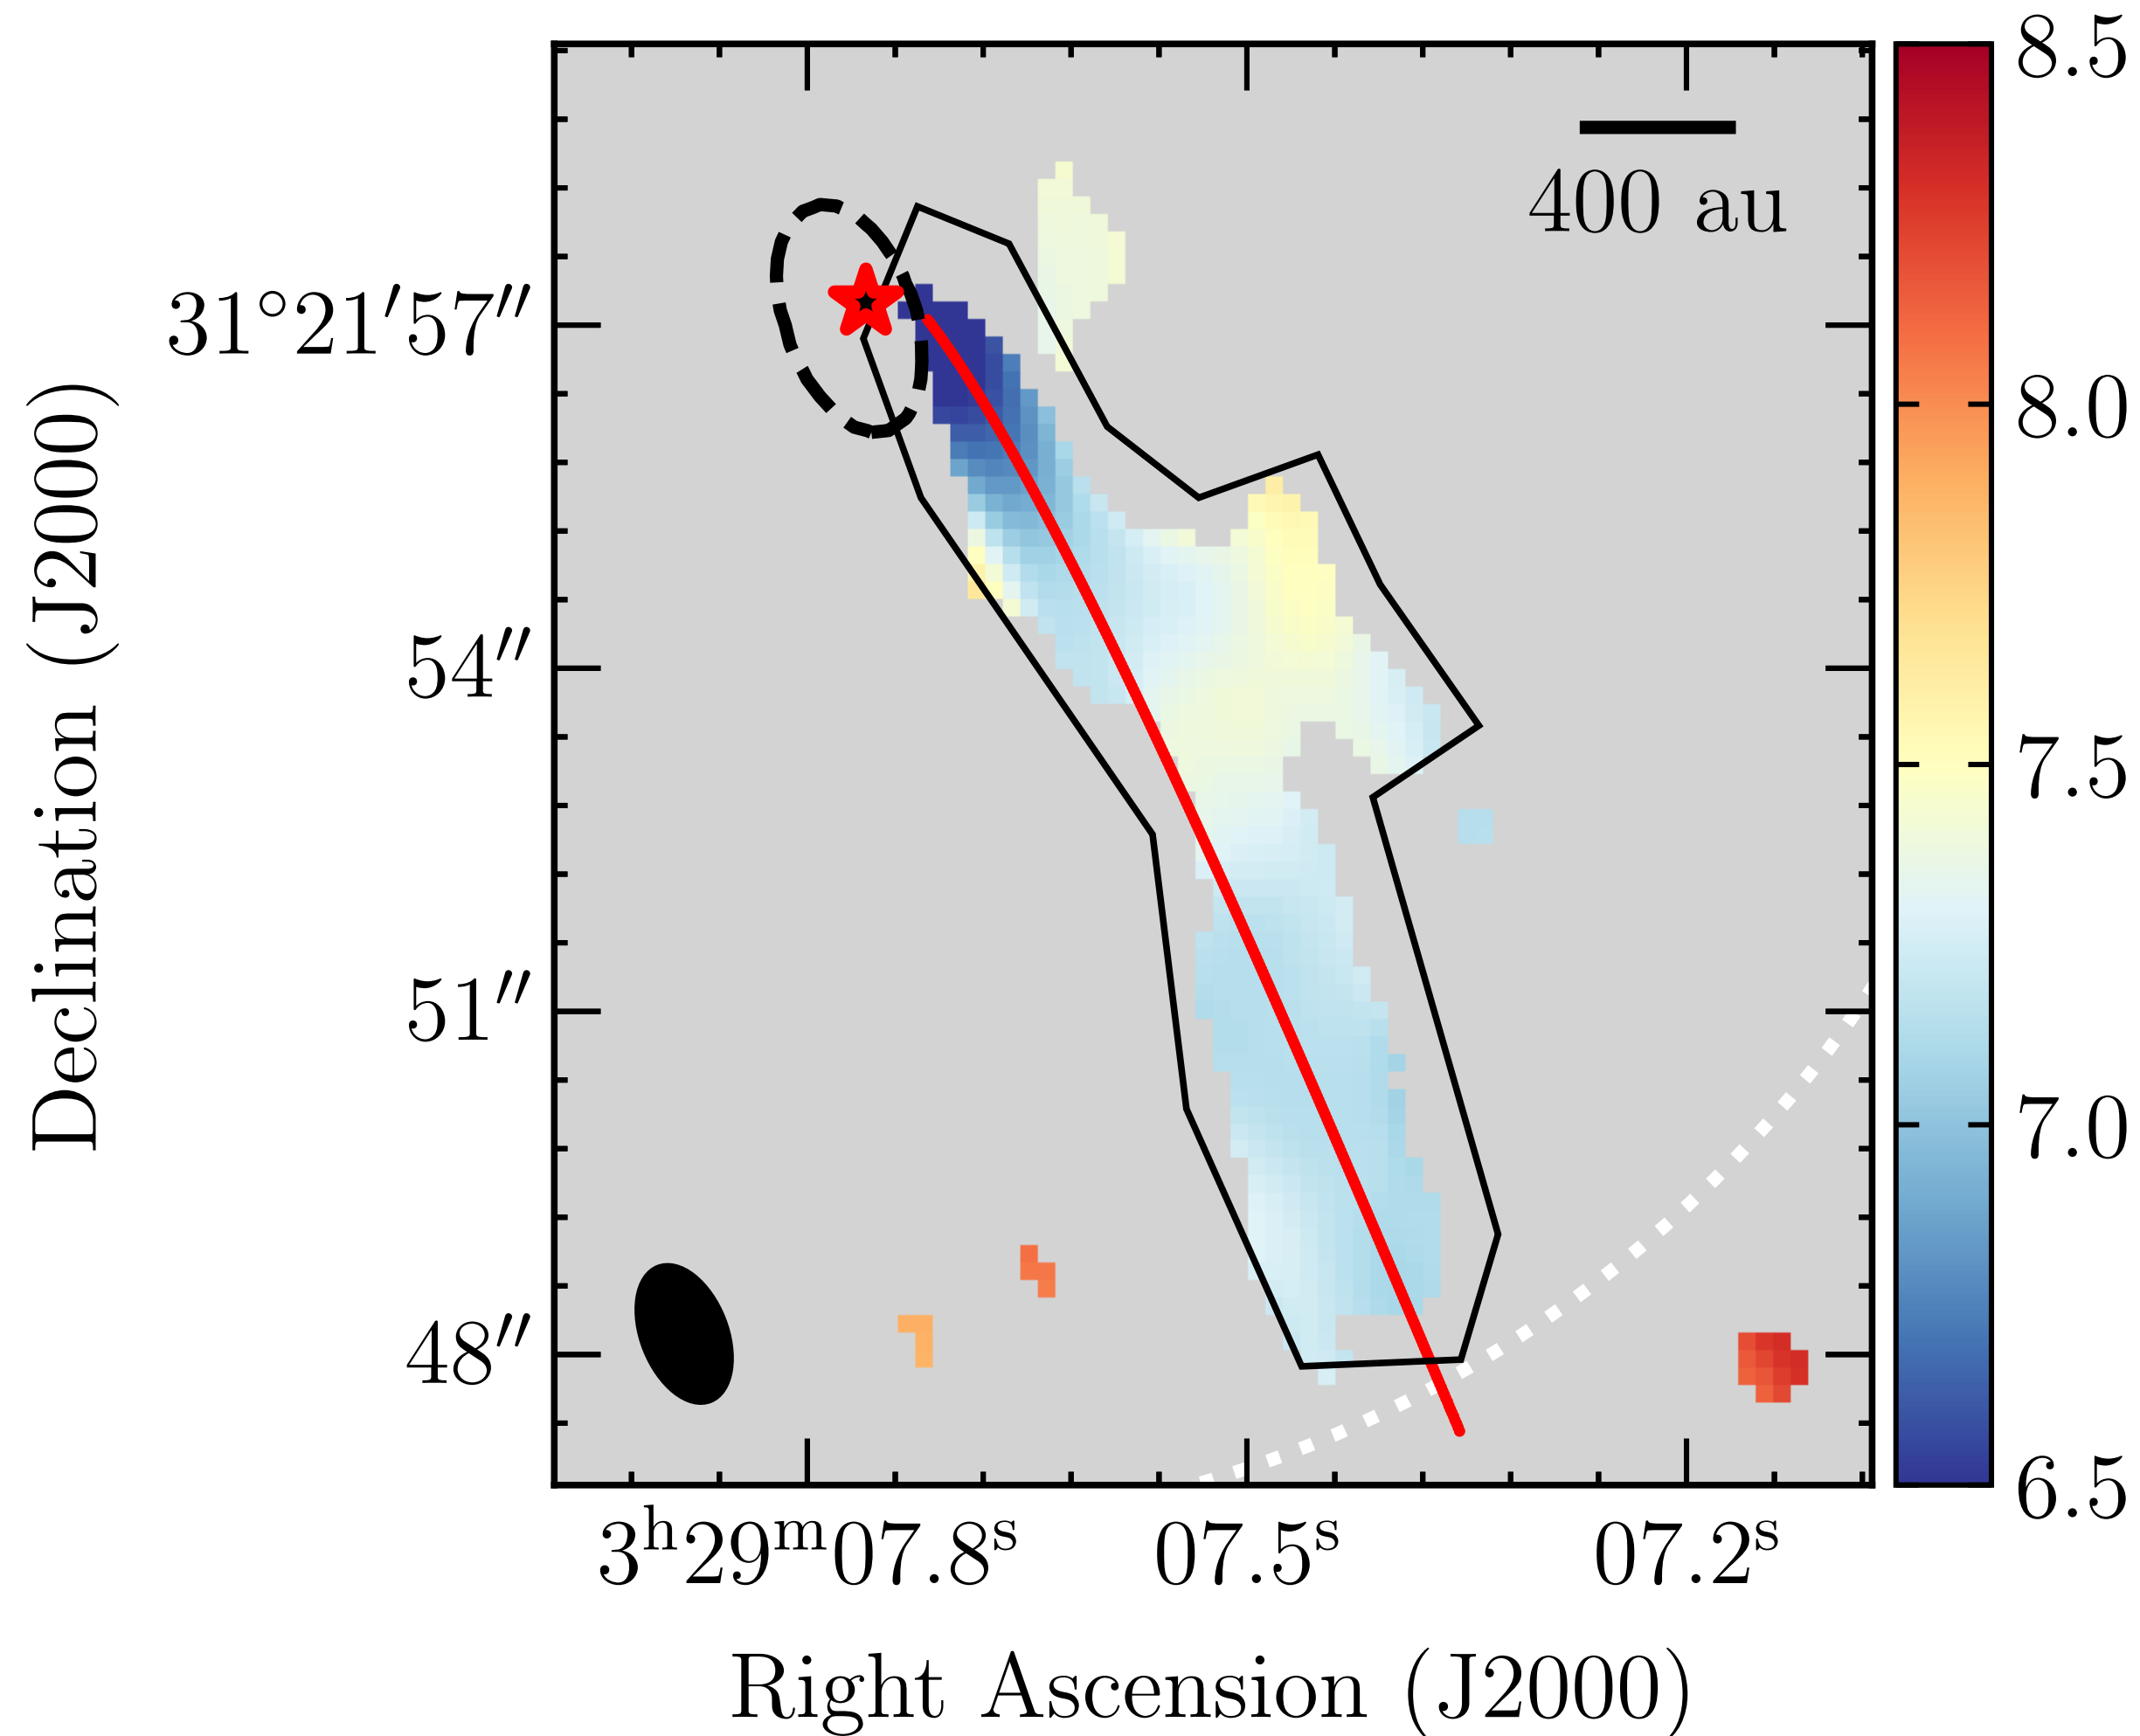 8.5
400 au
31°21′57″
8.0
54″
7.5
51″
7.0
48″
6.5
3ʰ29ᵐ07.8ˢ 07.5ˢ 07.2ˢ
Right Ascension (J2000)
Declination (J2000)